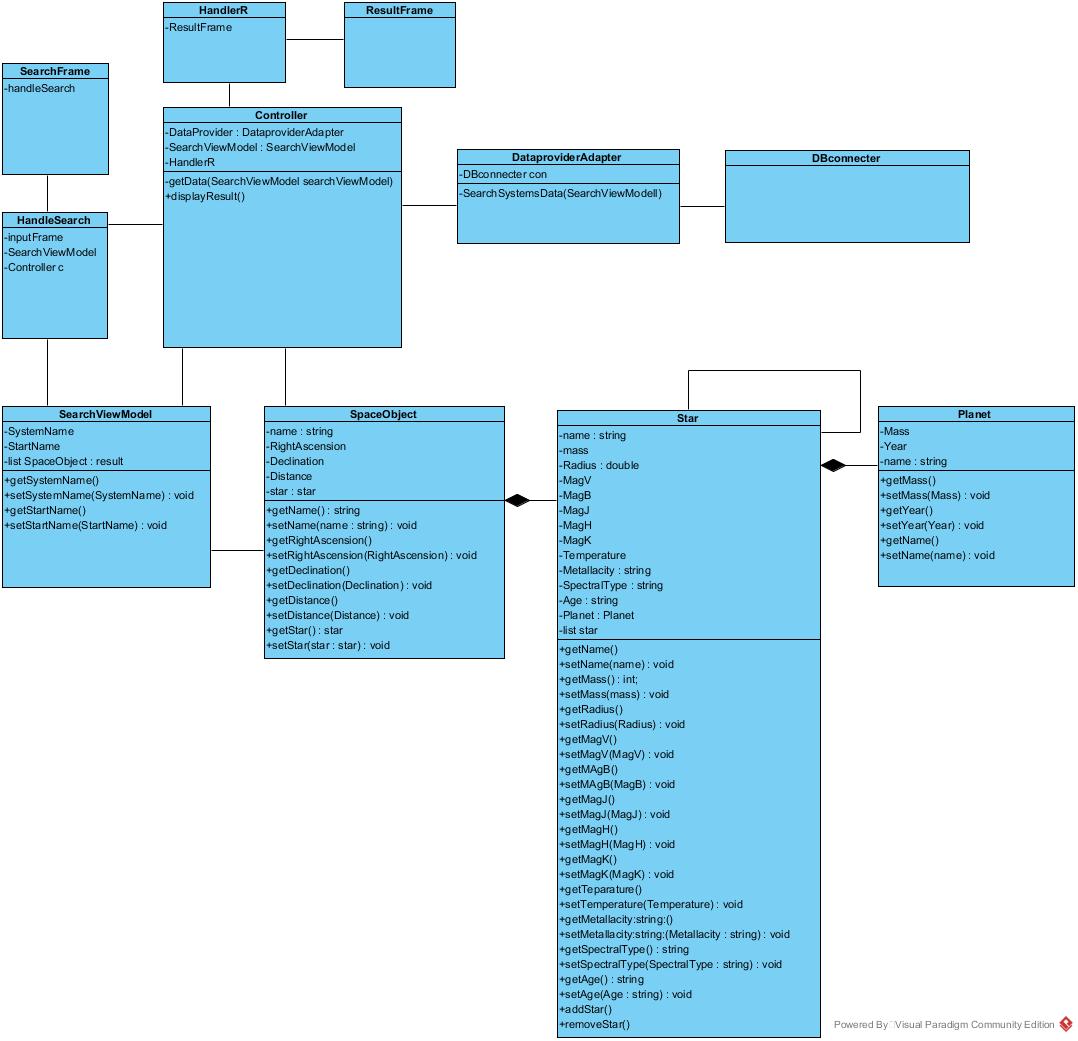 HandlerR
-ResultFrame
ResultFrame
SearchFrame
-handleSearch
Controller
-DataProvider : DataproviderAdapter
-SearchViewModel : SearchViewModel
-HandlerR
-getData(SearchViewModel searchViewModel)
+displayResult()
DataproviderAdapter
-DBconnecter con
-SearchSystemsData(SearchViewModell)
DBconnecter
HandleSearch
-inputFrame
-SearchViewModel
-Controller c
SearchViewModel
-SystemName
-StartName
-list SpaceObject : result
+getSystemName()
+setSystemName(SystemName) : void
+getStartName()
+setStartName(StartName) : void
SpaceObject
-name : string
-RightAscension
-Declination
-Distance
-star : star
+getName() : string
+setName(name : string) : void
+getRightAscension()
+setRightAscension(RightAscension) : void
+getDeclination()
+setDeclination(Declination) : void
+getDistance()
+setDistance(Distance) : void
+getStar() : star
+setStar(star : star) : void
Star
-name : string
-mass
-Radius : double
-MagV
-MagB
-MagJ
-MagH
-MagK
-Temperature
-Metallacity : string
-SpectralType : string
-Age : string
-Planet : Planet
-list star
+getName()
+setName(name) : void
+getMass() : int;
+setMass(mass) : void
+getRadius()
+setRadius(Radius) : void
+getMagV()
+setMagV(MagV) : void
+getMAgB()
+setMAgB(MagB) : void
+getMagJ()
+setMagJ(MagJ) : void
+getMagH()
+setMagH(MagH) : void
+getMagK()
+setMagK(MagK) : void
+getTeparature()
+setTemperature(Temperature) : void
+getMetallacity:string:()
+setMetallacity:string:(Metallacity : string) : void
+getSpectralType() : string
+setSpectralType(SpectralType : string) : void
+getAge() : string
+setAge(Age : string) : void
+addStar()
+removeStar()
Planet
-Mass
-Year
-name : string
+getMass()
+setMass(Mass) : void
+getYear()
+setYear(Year) : void
+getName()
+setName(name) : void
Powered By Visual Paradigm Community Edition